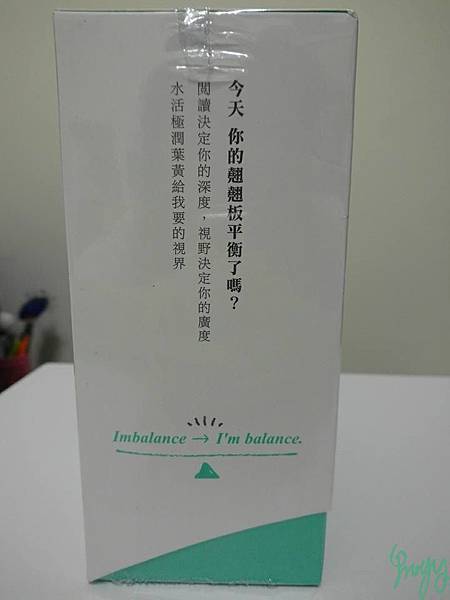 今天 你的翹翹板平衡了嗎？
閱讀決定你的深度，視野決定你的廣度
水活極潤葉黃給我要的視界
Imbalance → I'm balance.